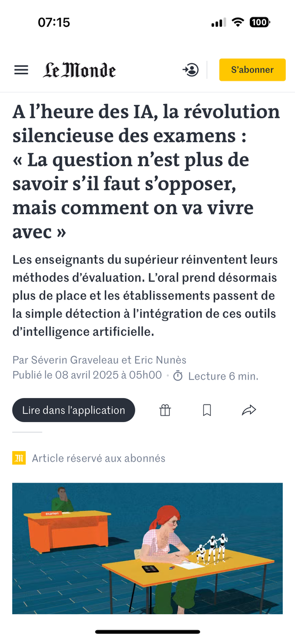 07:15
100
Le Monde
S'abonner
A l’heure des IA, la révolution
silencieuse des examens :
« La question n’est plus de
savoir s’il faut s’opposer,
mais comment on va vivre
avec »
Les enseignants du supérieur réinventent leurs
méthodes d’évaluation. L’oral prend désormais
plus de place et les établissements passent de
la simple détection à l’intégration de ces outils
d’intelligence artificielle.
Par Séverin Graveleau et Eric Nunès
Publié le 08 avril 2025 à 05h00 · Lecture 6 min.
Lire dans l'application
M Article réservé aux abonnés